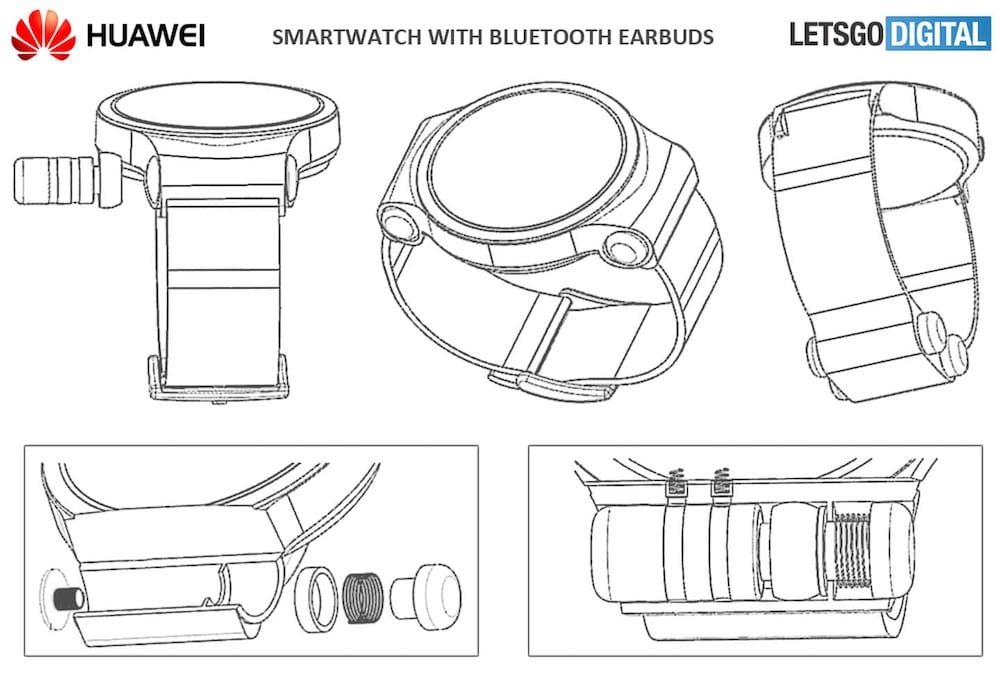 HUAWEI SMARTWATCH WITH BLUETOOTH EARBUDS LETSGO DIGITAL